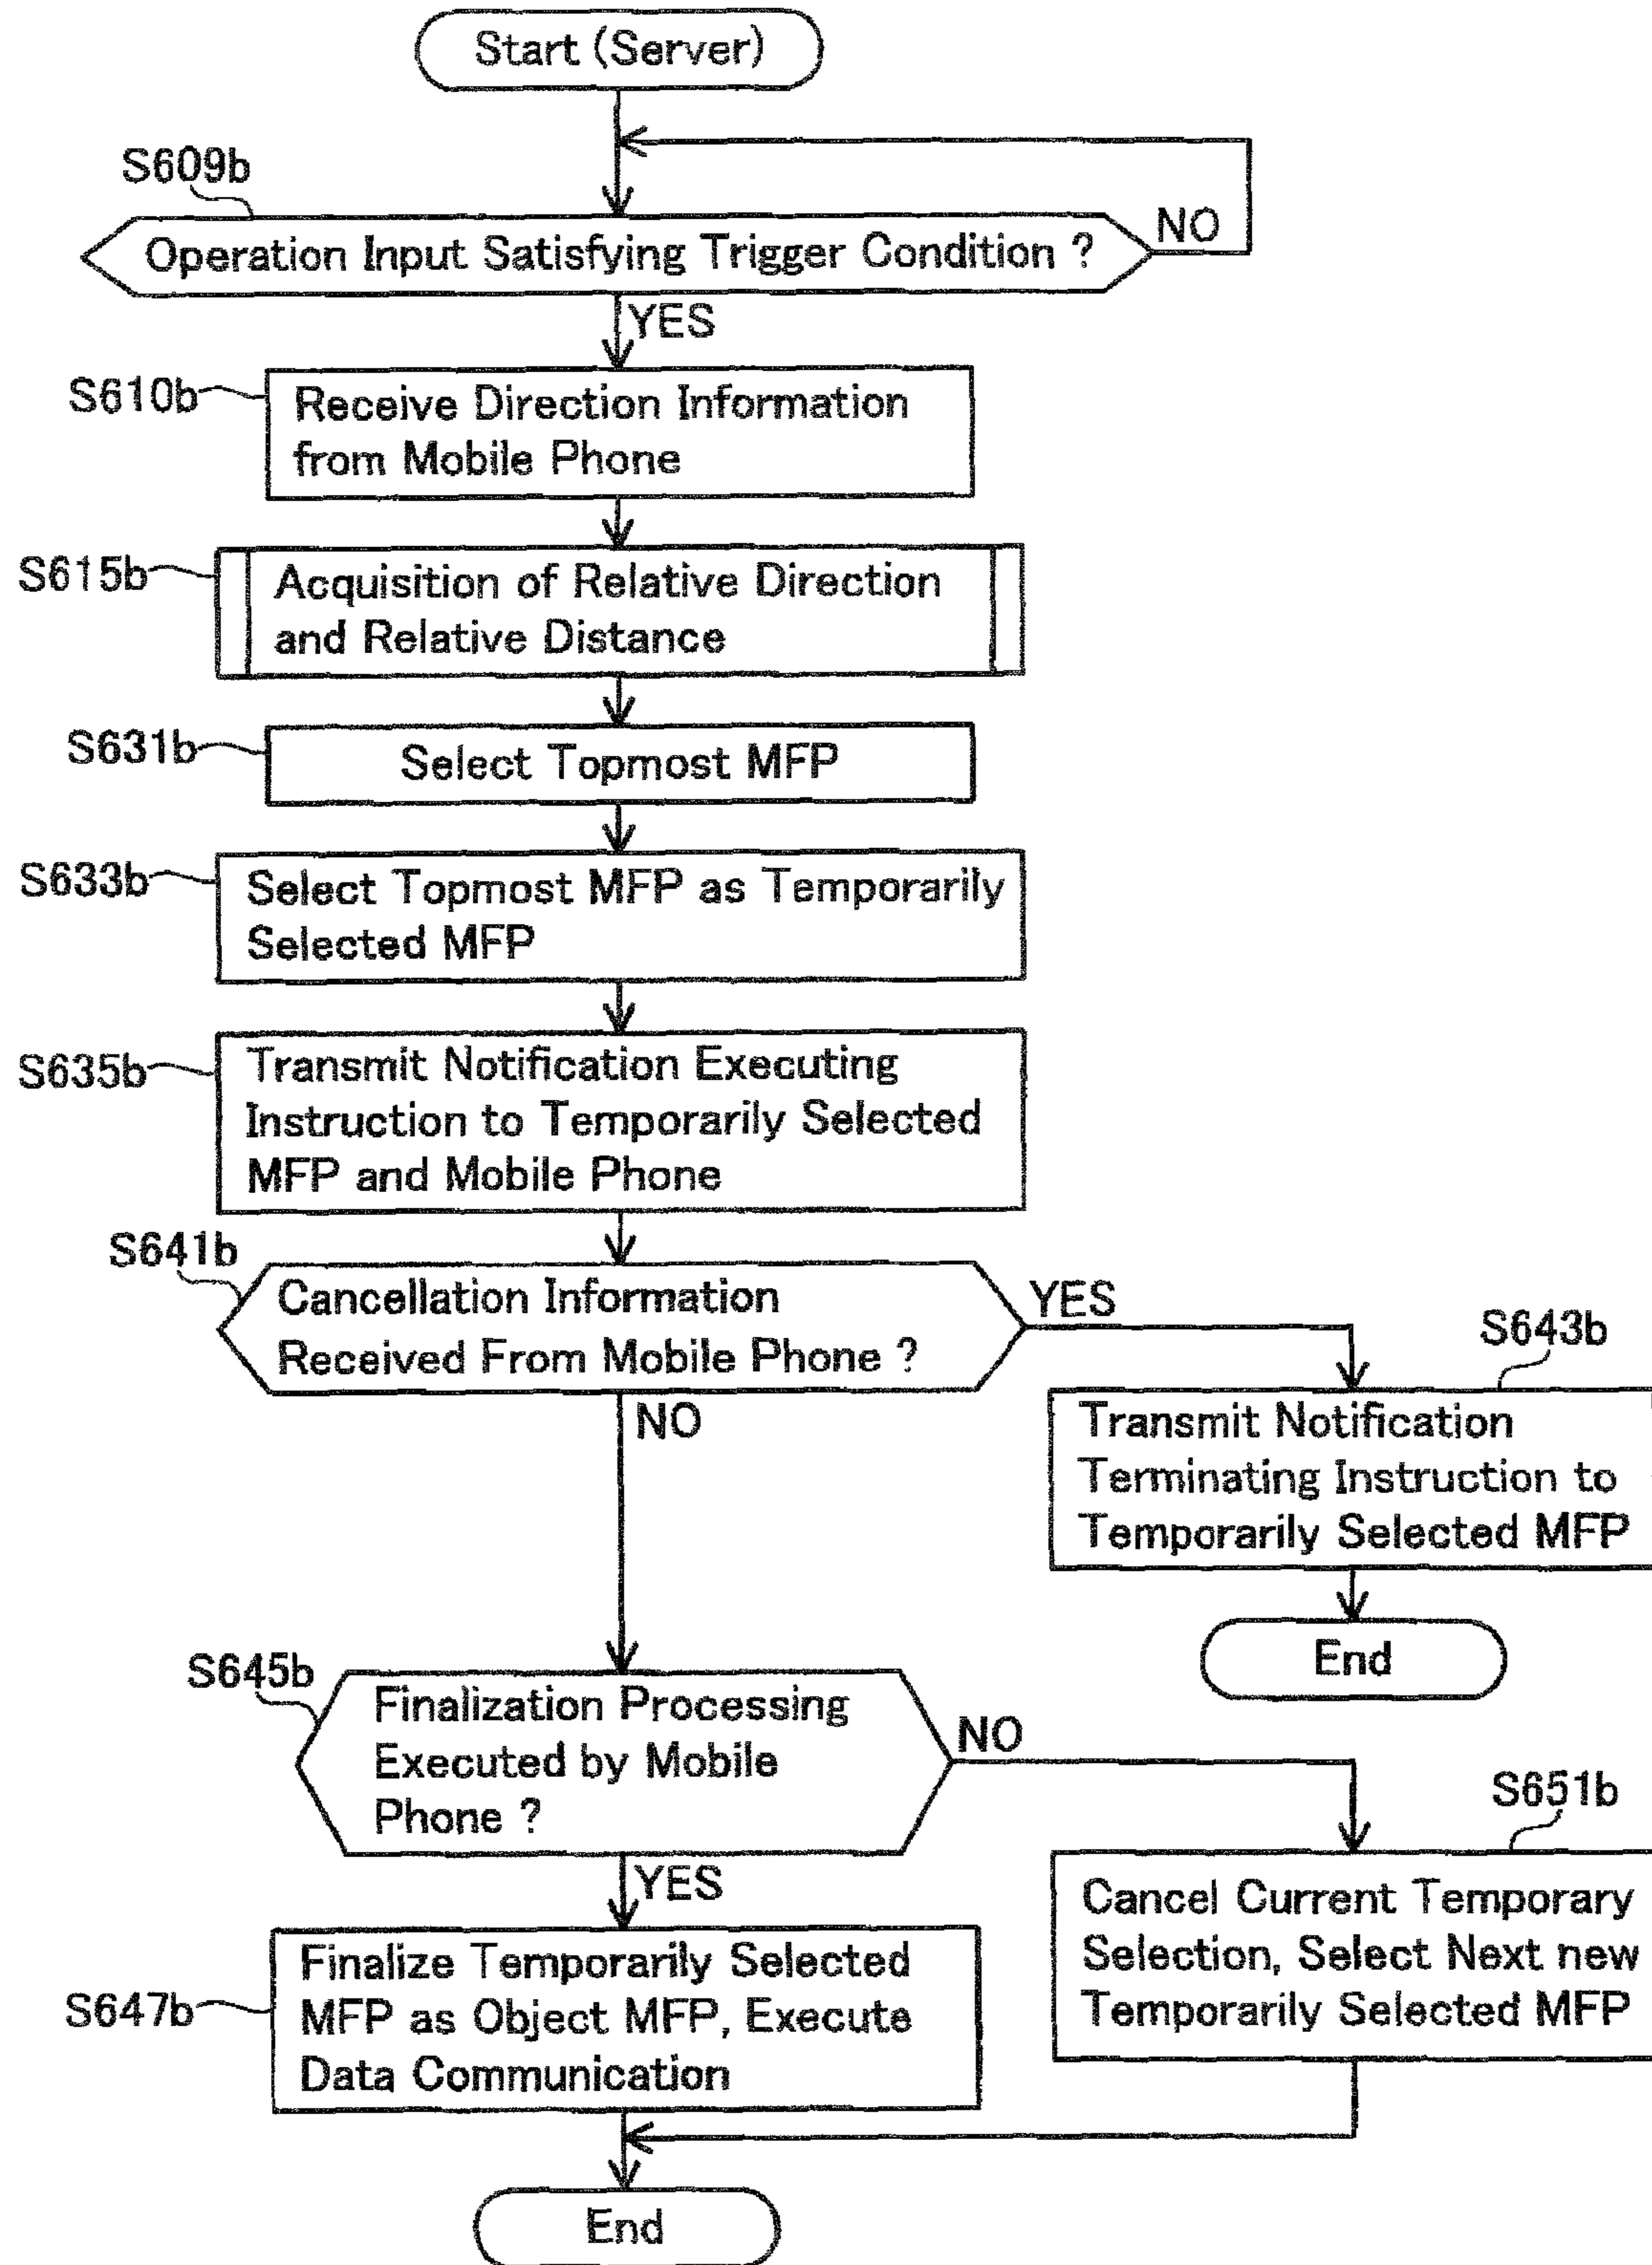 Start (Server)
S609b
Operation Input Satisfying Trigger Condition ?
NO
YES
S610b
Receive Direction Information
from Mobile Phone
S615b
Acquisition of Relative Direction
and Relative Distance
S631b
Select Topmost MFP
S633b
Select Topmost MFP as Temporarily
Selected MFP
S635b
Transmit Notification Executing
Instruction to Temporarily Selected
MFP and Mobile Phone
S641b
Cancellation Information
Received From Mobile Phone ?
YES
NO
S643b
Transmit Notification
Terminating Instruction to
Temporarily Selected MFP
End
S645b
Finalization Processing
Executed by Mobile
Phone ?
NO
YES
S651b
Cancel Current Temporary
Selection, Select Next new
Temporarily Selected MFP
S647b
Finalize Temporarily Selected
MFP as Object MFP, Execute
Data Communication
End